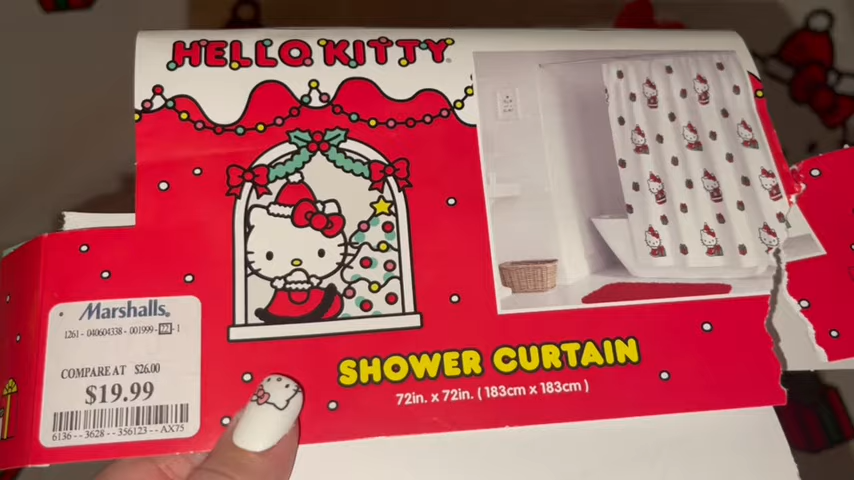 HELLO KITTY®
Marshalls®
1261 - 040604338 - 001999 - 121 - 1
COMPARE AT $26.00
$19.99
6136 - - 3628 - - 356123 - - AX75
SHOWER CURTAIN
72in. x 72in. ( 183cm x 183cm )